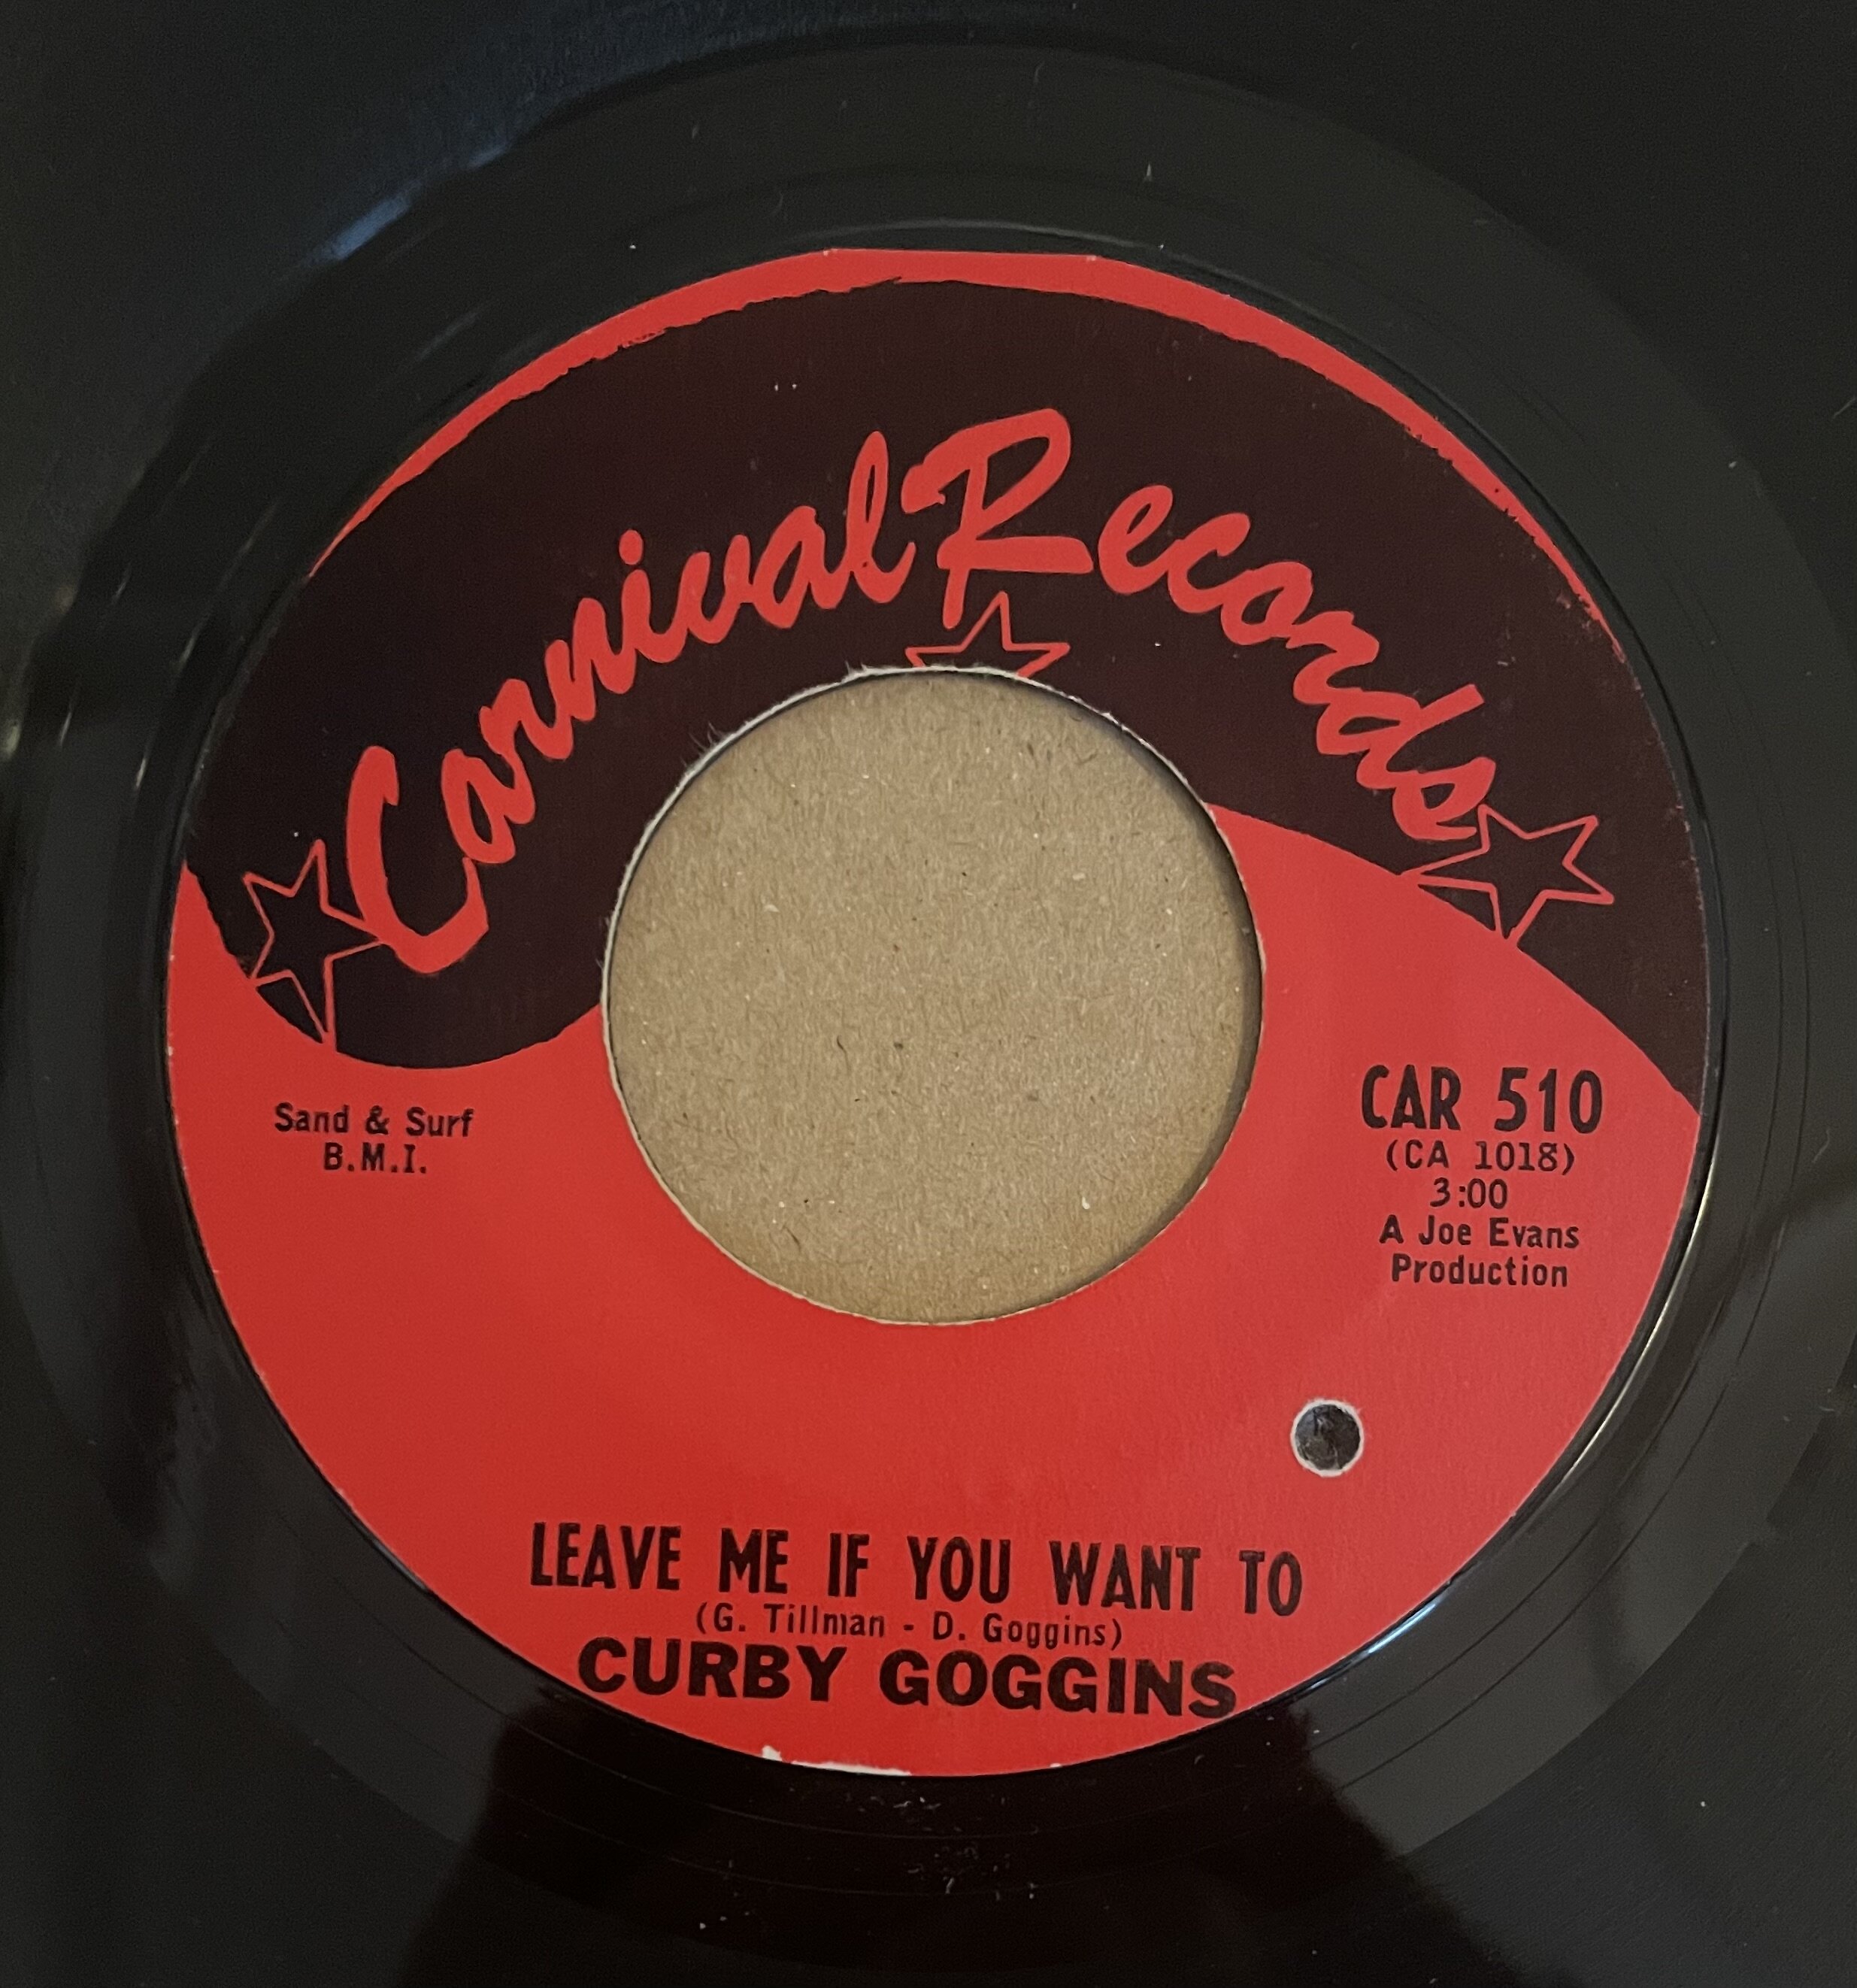 Carnival Records
Sand & Surf
B.M.I.
CAR 510
(CA 1018)
3:00
A Joe Evans
Production
LEAVE ME IF YOU WANT TO
(G. Tillman - D. Goggins)
CURBY GOGGINS